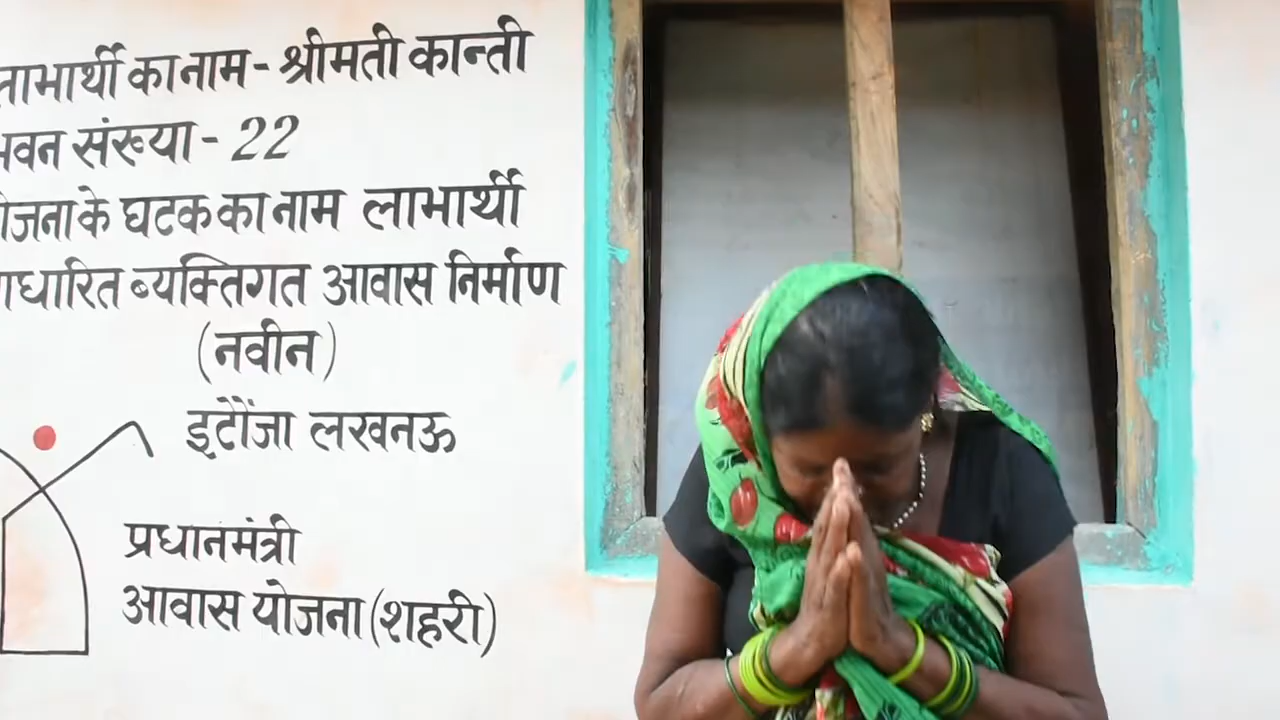 लाभार्थी का नाम - श्रीमती कान्ती
भवन संख्या - 22
योजना के घटक का नाम लाभार्थी
आधारित व्यक्तिगत आवास निर्माण
(नवीन)
इटौंजा लखनऊ
प्रधानमंत्री
आवास योजना (शहरी)